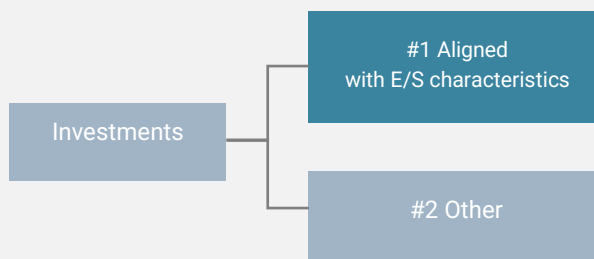 #1 Aligned
with E/S characteristics
Investments
#2 Other